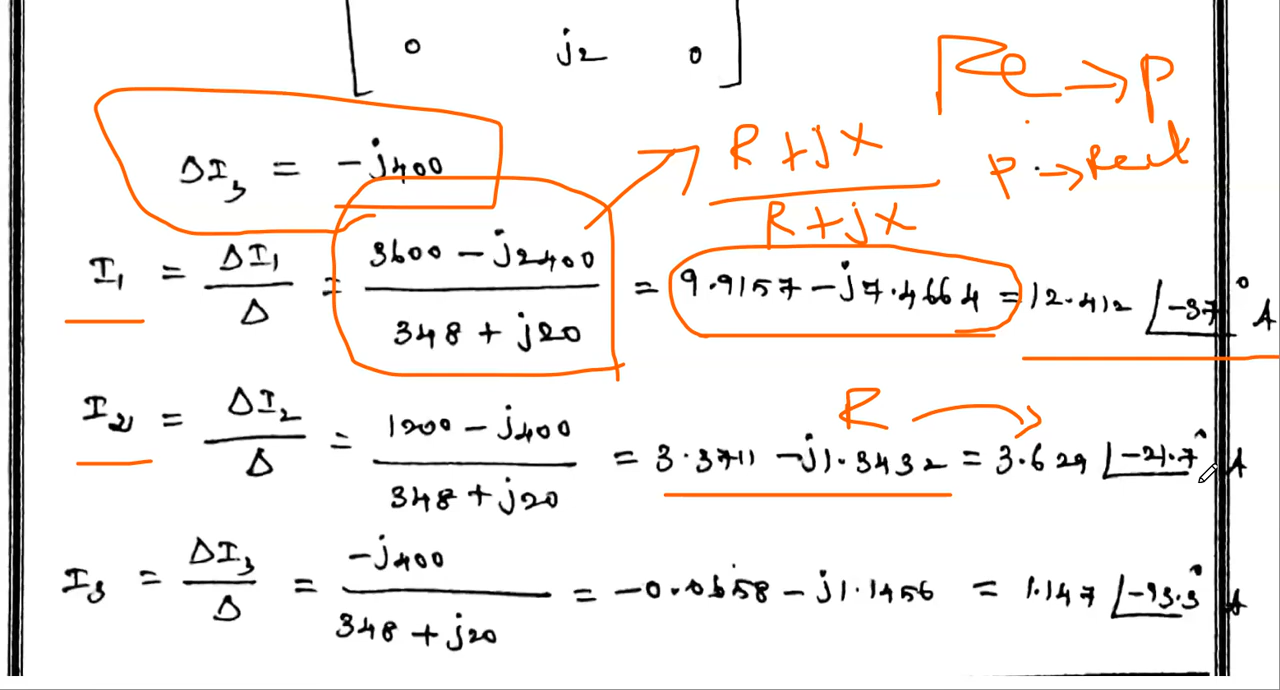 0 j2 0
Re → P
ΔI3 = -j400
R + jX / R + jX
P → Rect
I1 = ΔI1 / Δ = 3600 - j2400 / 348 + j20 = 9.9157 - j7.4664 = 12.412 ∠-37° A
R
I2 = ΔI2 / Δ = 1200 - j400 / 348 + j20 = 3.3711 - j1.3432 = 3.629 ∠-21.7° A
I3 = ΔI3 / Δ = -j400 / 348 + j20 = -0.0658 - j1.1456 = 1.147 ∠-93.3° A